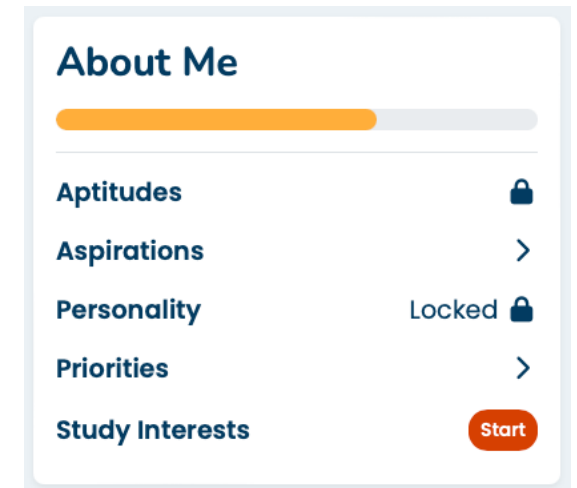 About Me
Aptitudes
Aspirations
Personality Locked
Priorities
Study Interests Start